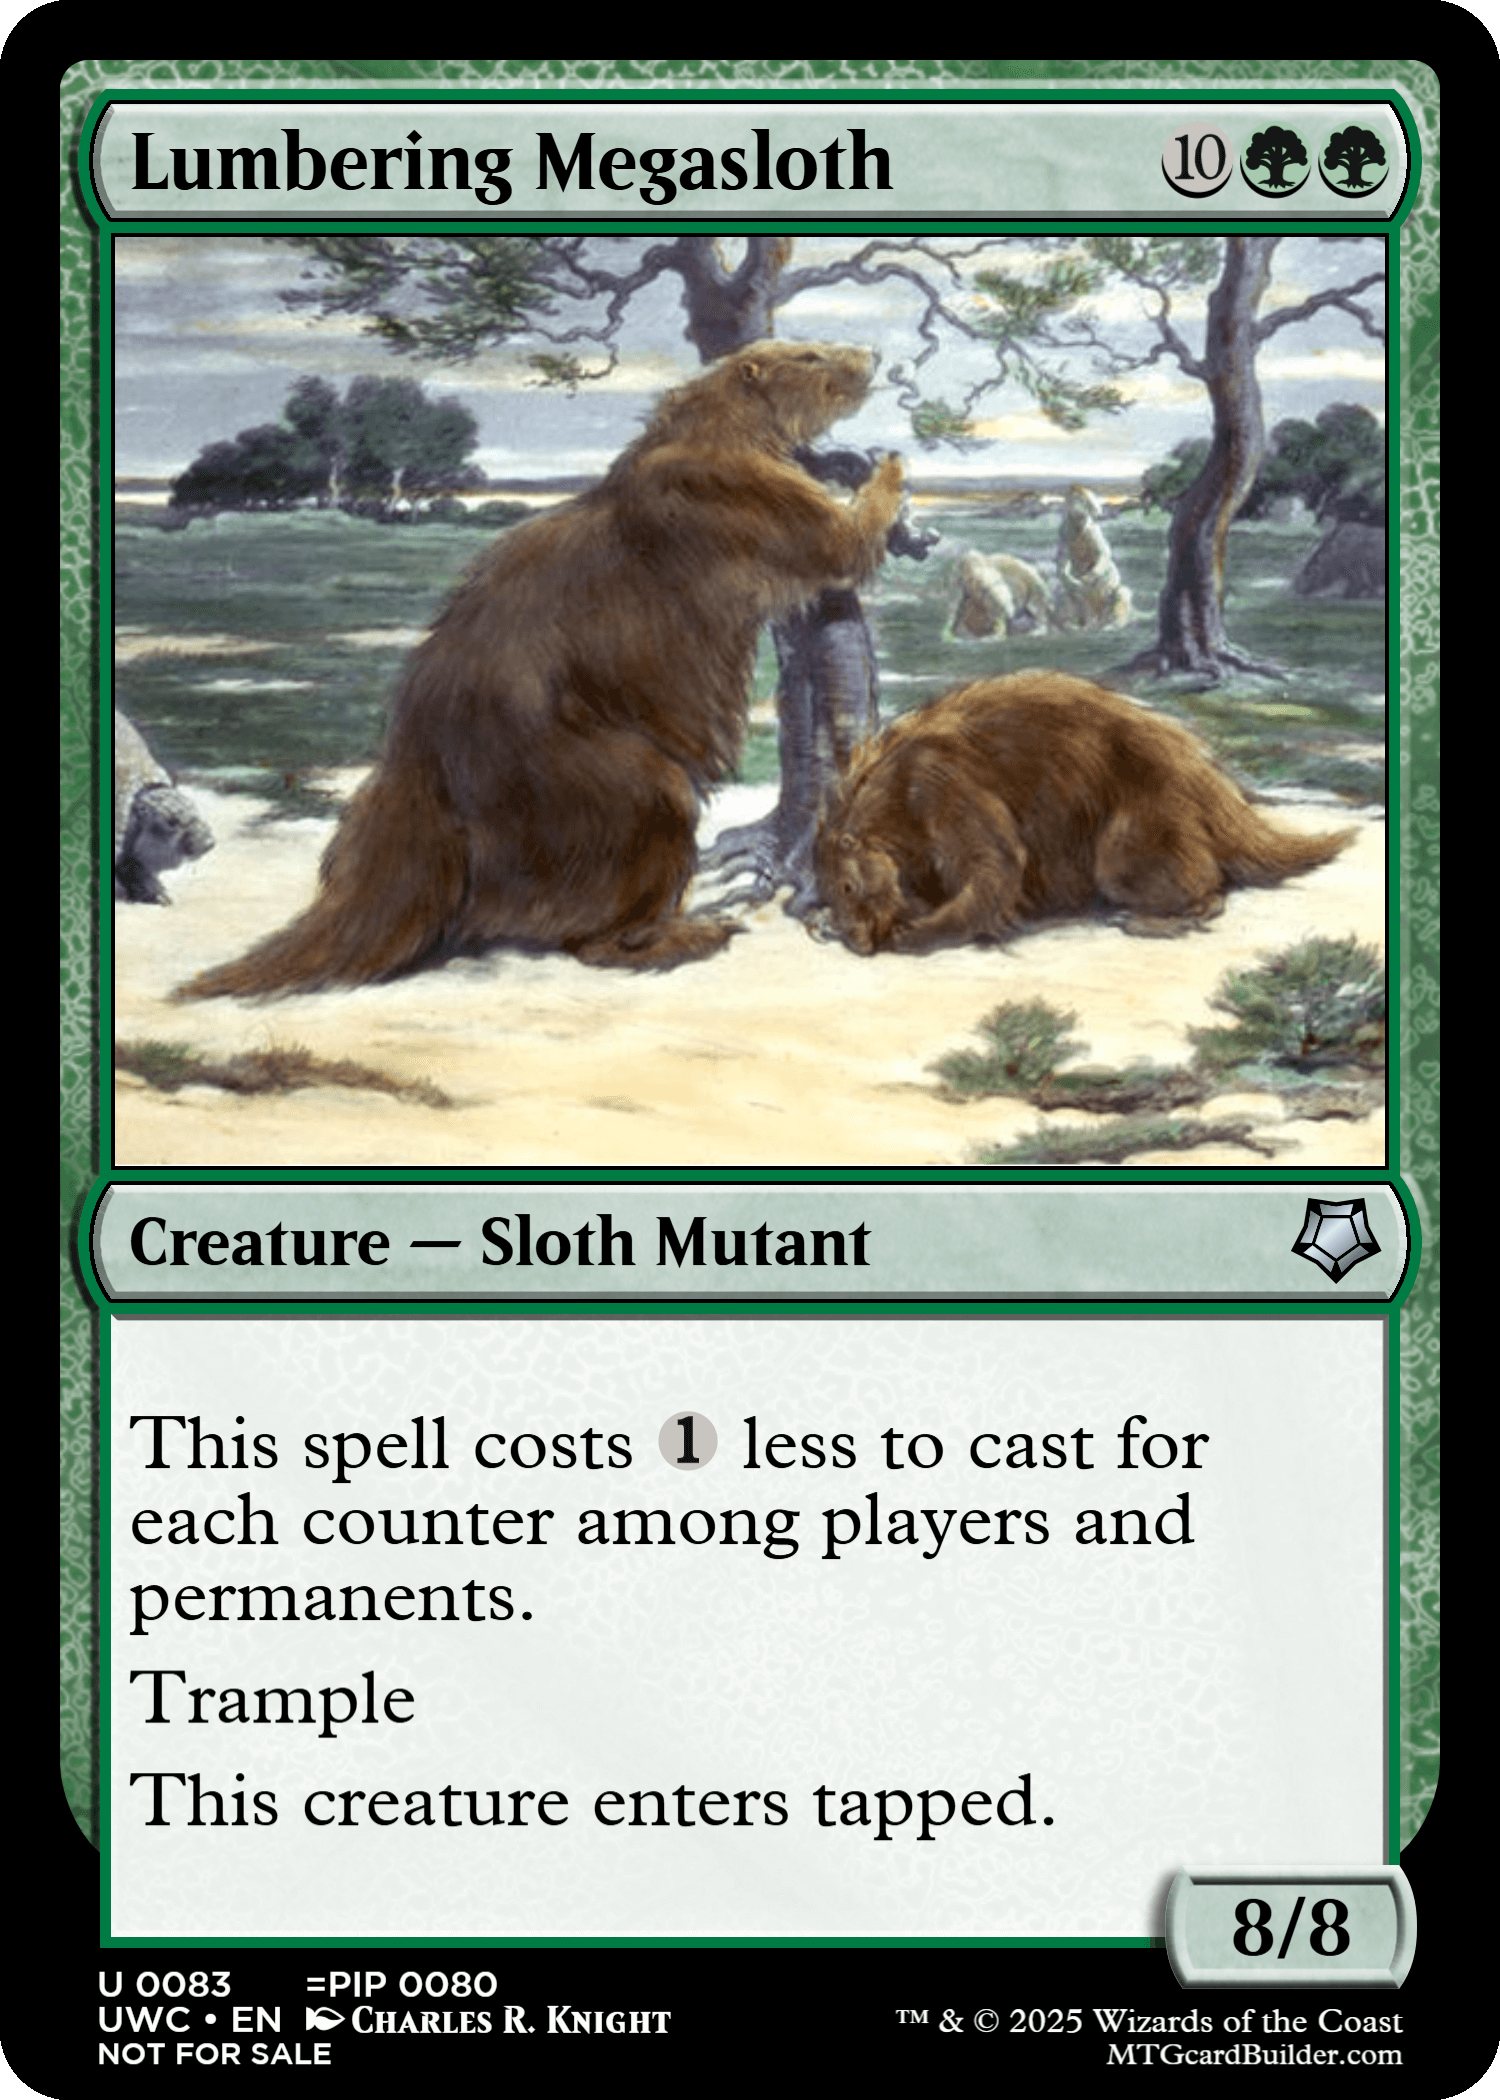 Lumbering Megasloth 10
Creature — Sloth Mutant
This spell costs 1 less to cast for
each counter among players and
permanents.
Trample
This creature enters tapped.
8/8
U 0083 =PIP 0080
UWC • EN Charles R. Knight
NOT FOR SALE
™ & © 2025 Wizards of the Coast
MTGcardBuilder.com